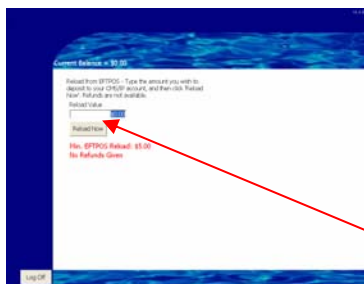 Current Balance = $0.00
Reload from EFTPOS - Type the amount you wish to
deposit to your CMS/IP account, and then click 'Reload
Now'. Refunds are not available.
Reload Value
$0.00
Reload Now
Min. EFTPOS Reload: $5.00
No Refunds Given
Log Off